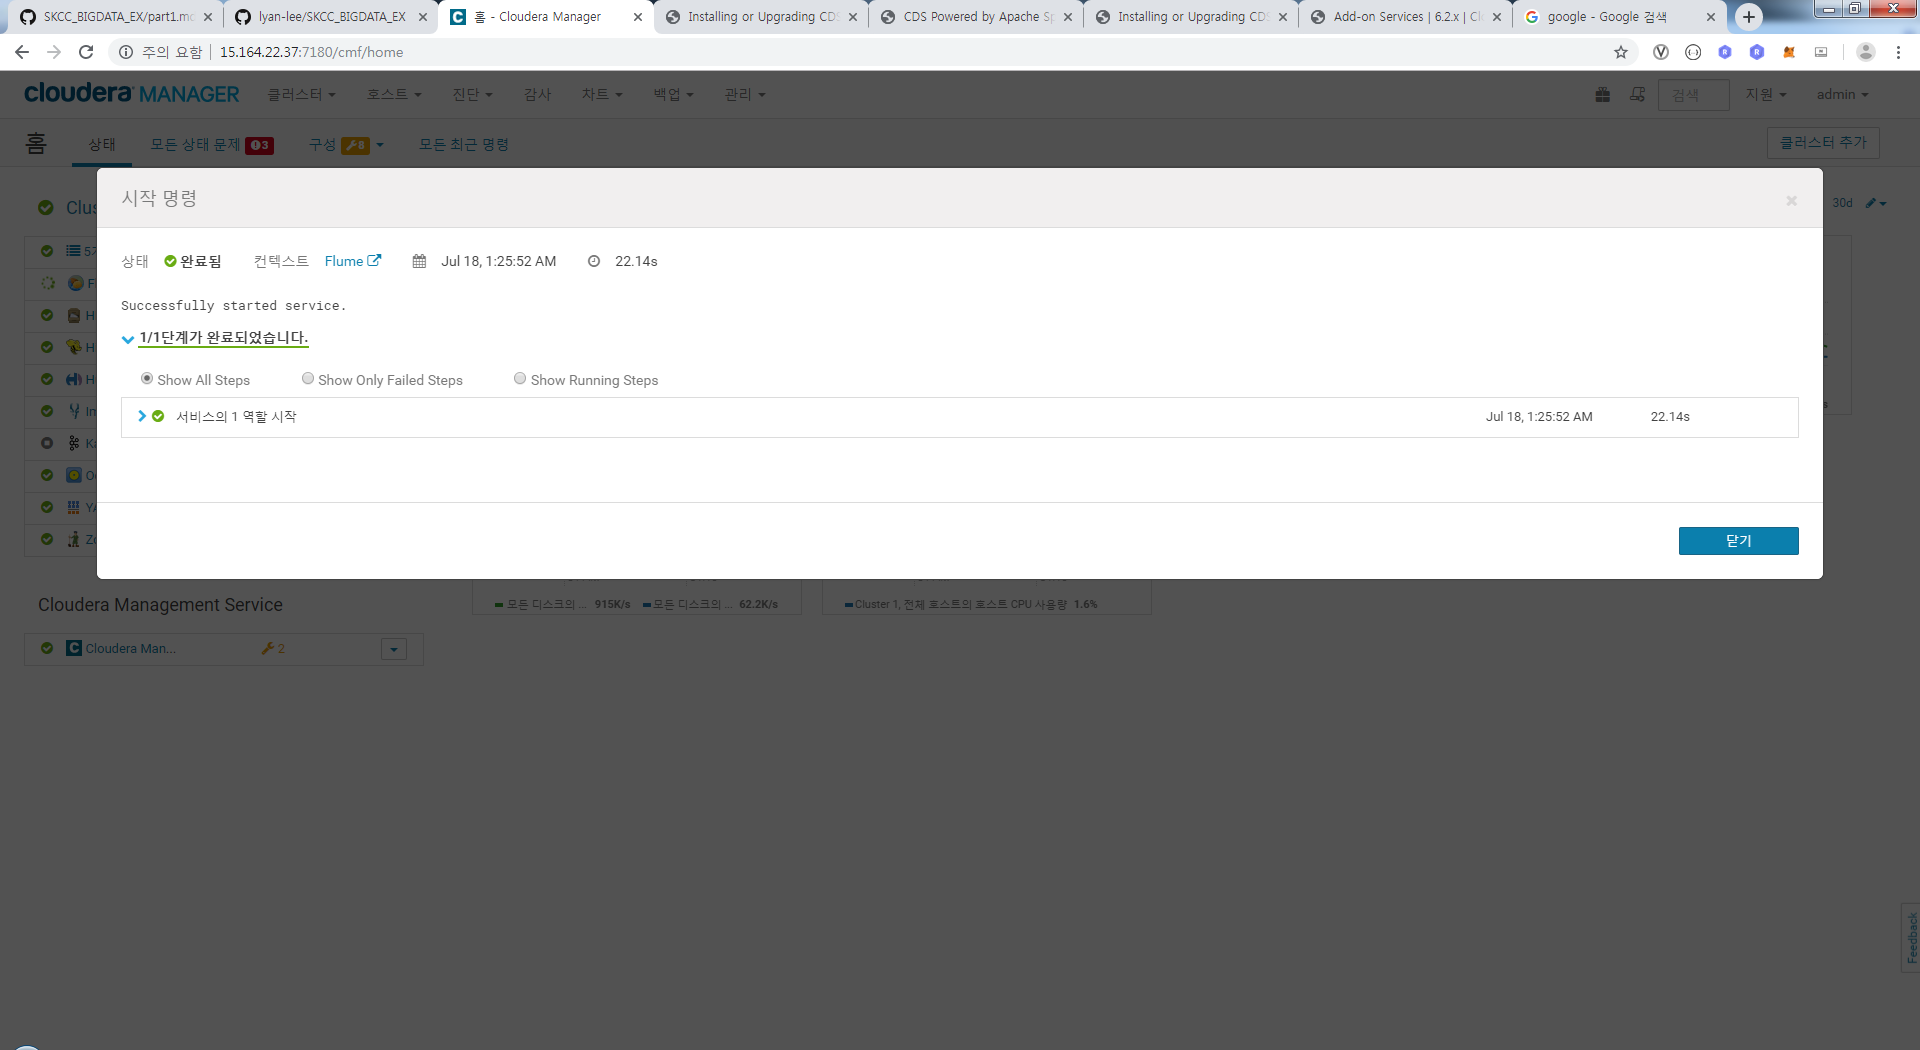 SKCC_BIGDATA_EX/part1.mc
lyan-lee/SKCC_BIGDATA_EX
홈 - Cloudera Manager
Installing or Upgrading CDS
CDS Powered by Apache Sp
Installing or Upgrading CDS
Add-on Services | 6.2.x | Cl
google - Google 검색
주의 요함
15.164.22.37:7180/cmf/home
cloudera MANAGER
클러스터
호스트
진단
감사
차트
백업
관리
검색
지원
admin
홈
상태
모든 상태 문제
3
구성
8
모든 최근 명령
클러스터 추가
Clus
30d
시작 명령
상태
완료됨
컨텍스트
Flume
Jul 18, 1:25:52 AM
22.14s
Successfully started service.
1/1단계가 완료되었습니다.
Show All Steps
Show Only Failed Steps
Show Running Steps
서비스의 1 역할 시작
Jul 18, 1:25:52 AM
22.14s
닫기
H
H
H
In
YA
모든 디스크의 ...
915K/s
모든 디스크의 ...
62.2K/s
Cluster 1, 전체 호스트의 호스트 CPU 사용량
1.6%
Cloudera Management Service
Cloudera Man...
2
Feedback